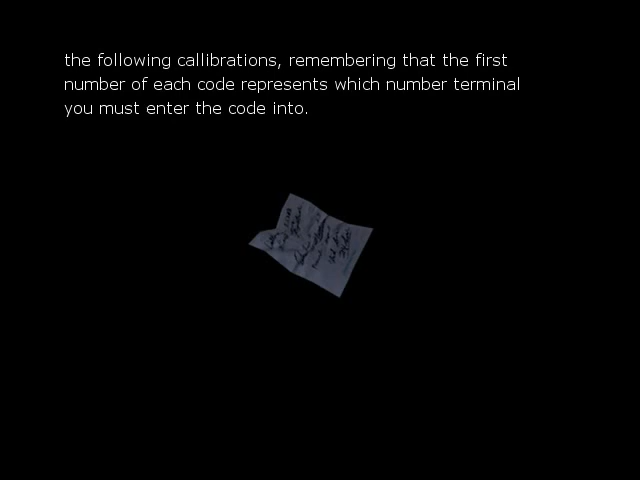 the following callibrations, remembering that the first
number of each code represents which number terminal
you must enter the code into.